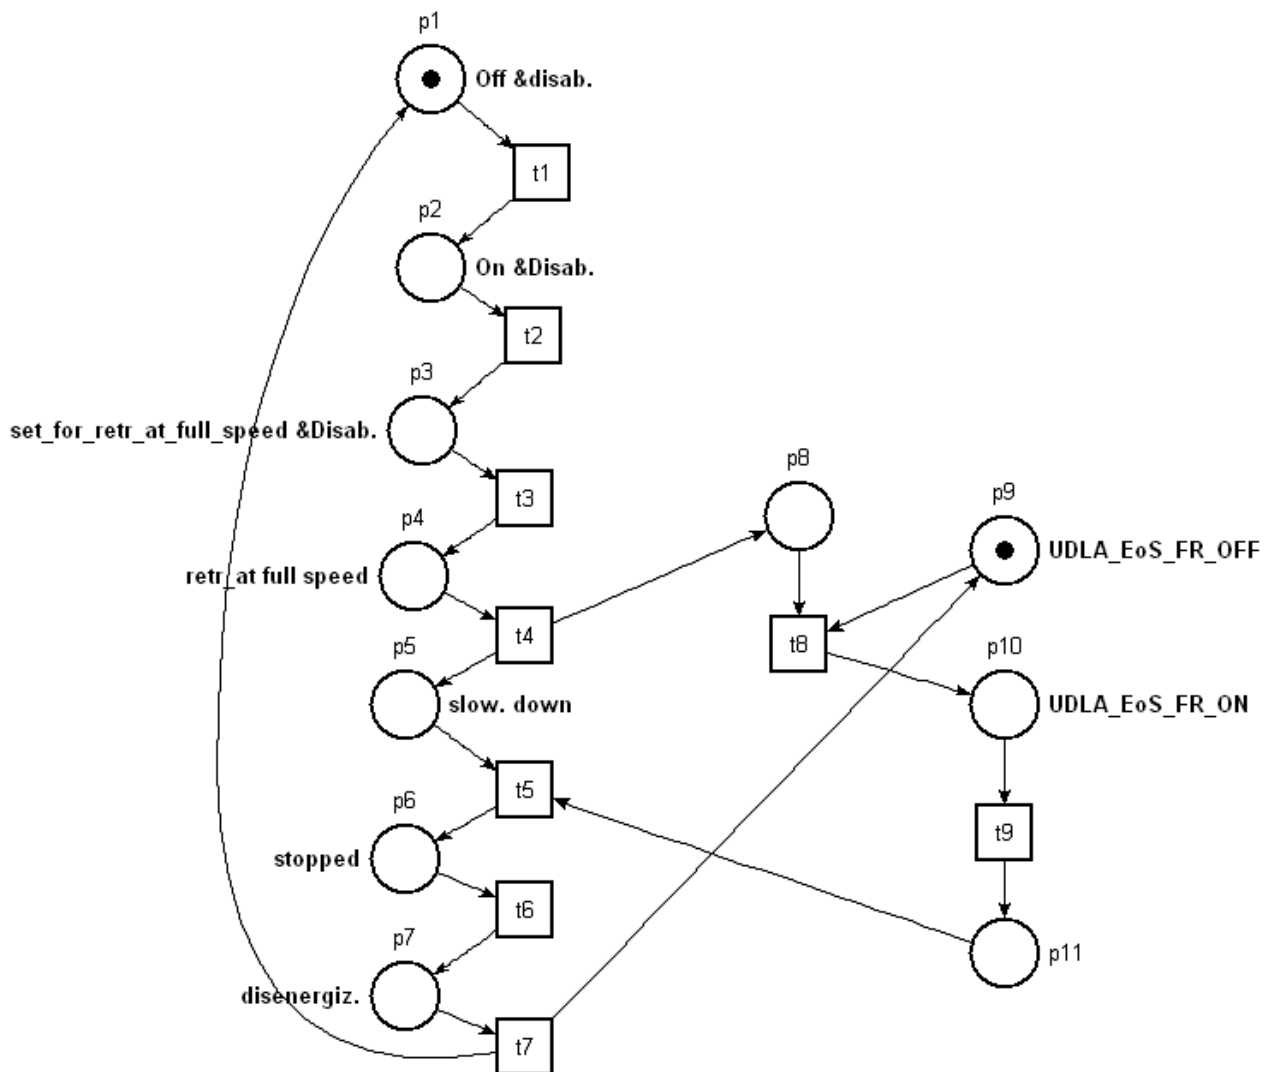 p1
Off &disab.
t1
p2
On &Disab.
t2
p3
set_for_retr_at_full_speed &Disab.
t3
p8
p9
p4
UDLA_EoS_FR_OFF
retr_at full speed
t4
t8
p5
p10
slow. down
UDLA_EoS_FR_ON
t5
p6
t9
stopped
t6
p7
p11
disenergiz.
t7